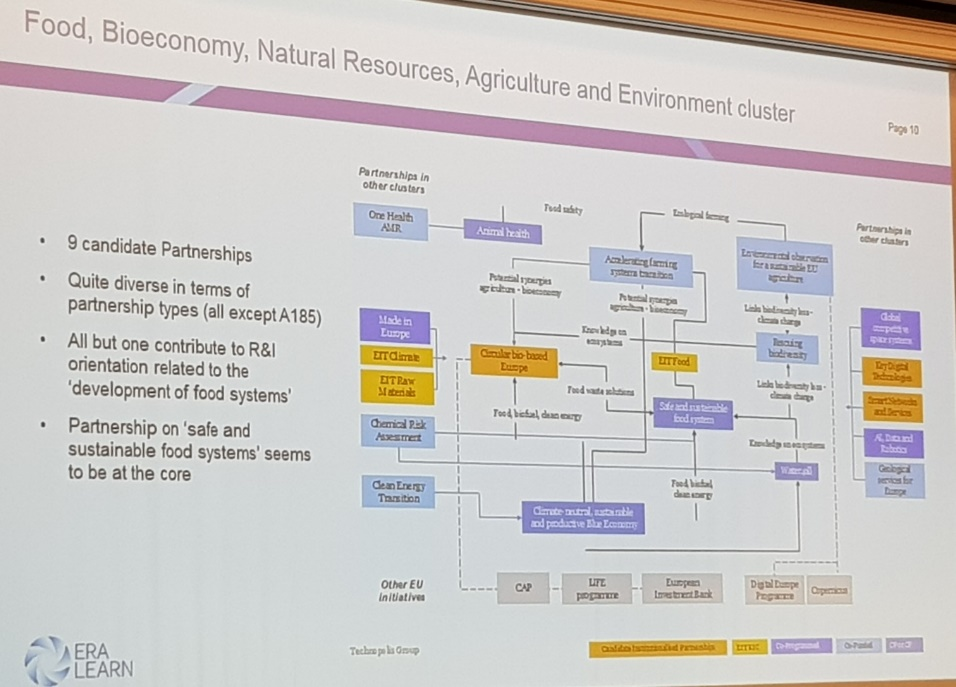 Food, Bioeconomy, Natural Resources, Agriculture and Environment cluster
Page 10
• 9 candidate Partnerships
• Quite diverse in terms of
partnership types (all except A185)
• All but one contribute to R&I
orientation related to the
'development of food systems'
• Partnership on 'safe and
sustainable food systems' seems
to be at the core
Partnerships in
other clusters
One Health
AMR
Animal health
Food safety
Ecological farming
Partnerships in
other clusters
Accelerating farming
systems transition
Environmental observation
for a sustainable EU
agriculture
Potential synergies
agriculture - bioeconomy
Potential synergies
agriculture - bioeconomy
Links biodiversity loss -
climate change
Made in
Europe
EIT Climate
EIT Raw
Materials
Knowledge on
ecosystems
Circular bio-based
Europe
EIT Food
Rescuing
biodiversity
Global
competitive
space systems
Key Digital
Technologies
Smart Networks
and Services
Food waste solutions
Links biodiversity loss -
climate change
Safe and sustainable
food system
Food, biofuel, clean energy
Chemical Risk
Assessment
Knowledge on ecosystems
AI, Data and
Robotics
Water4all
Geological
services for
Europe
Clean Energy
Transition
Food, biofuel,
clean energy
Climate-neutral, sustainable
and productive Blue Economy
Other EU
initiatives
CAP
LIFE
programme
European
Investment Bank
Digital Europe
Programme
Copernicus
ERA
LEARN
Technopolis Group
Candidate Institutionalised Partnerships
EIT KIC
Co-Programmed
Co-Funded